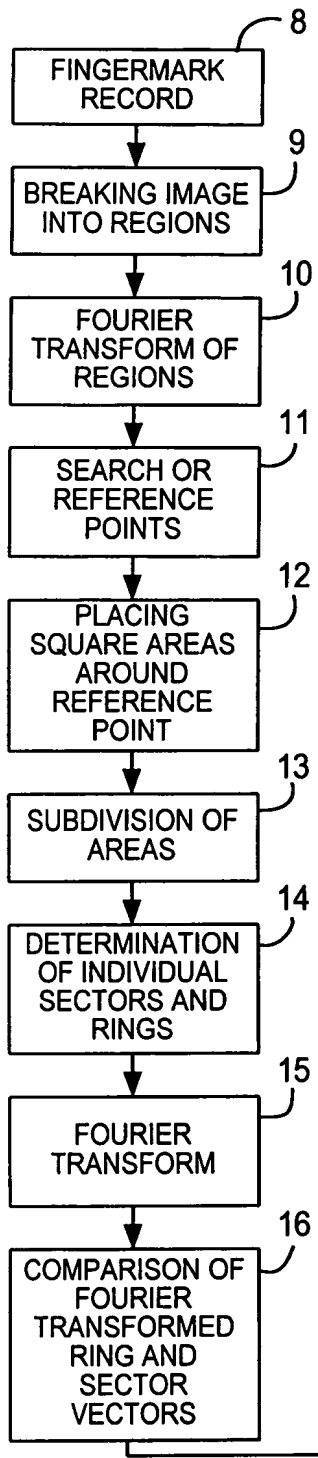 8
FINGERMARK
RECORD
9
BREAKING IMAGE
INTO REGIONS
10
FOURIER
TRANSFORM OF
REGIONS
11
SEARCH OR
REFERENCE
POINTS
12
PLACING
SQUARE AREAS
AROUND
REFERENCE
POINT
13
SUBDIVISION OF
AREAS
14
DETERMINATION
OF INDIVIDUAL
SECTORS AND
RINGS
15
FOURIER
TRANSFORM
16
COMPARISON OF
FOURIER
TRANSFORMED
RING AND
SECTOR
VECTORS